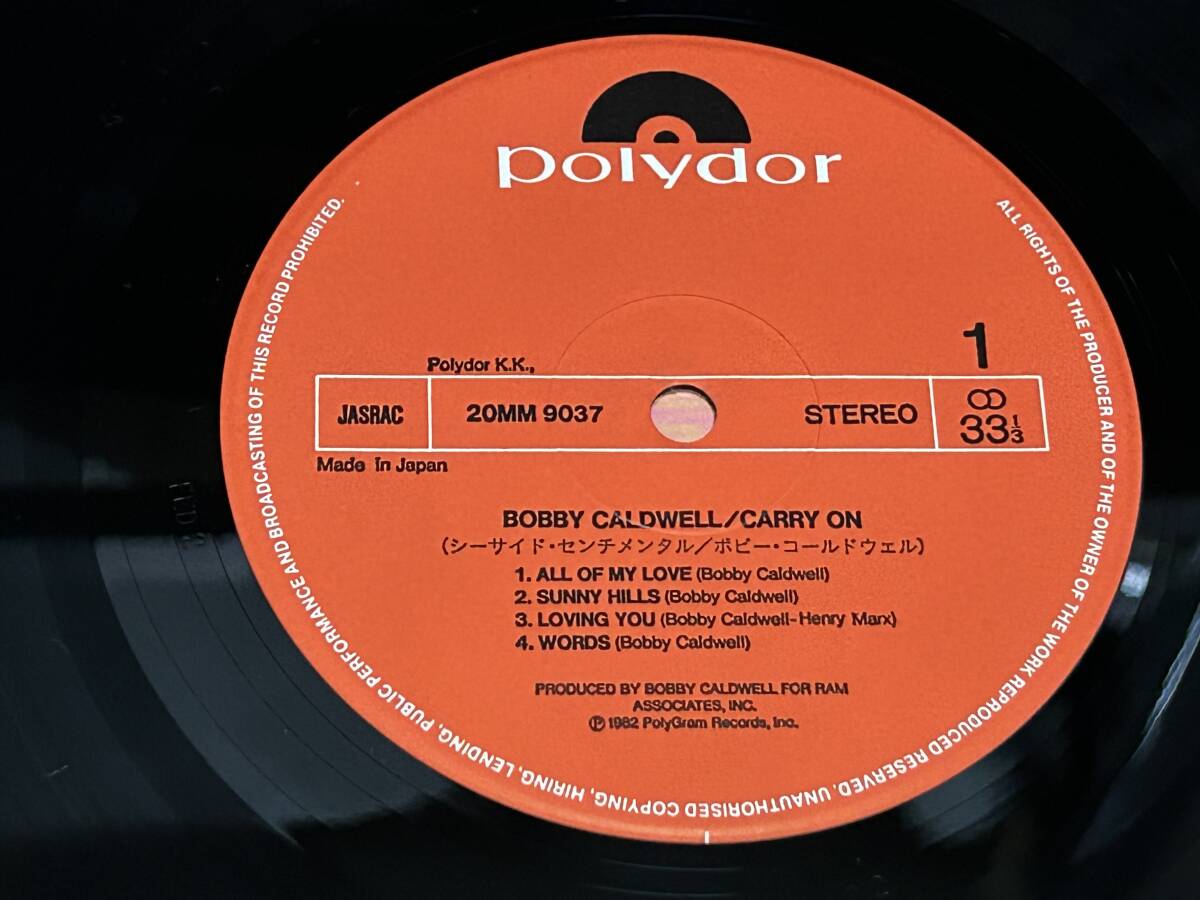 polydor
1
Polydor K.K.,
JASRAC
20MM 9037
STEREO
33⅓
Made in Japan
BOBBY CALDWELL/CARRY ON
(シーサイド・センチメンタル/ボビー・コールドウェル)
1. ALL OF MY LOVE (Bobby Caldwell)
2. SUNNY HILLS (Bobby Caldwell)
3. LOVING YOU (Bobby Caldwell-Henry Marx)
4. WORDS (Bobby Caldwell)
PRODUCED BY BOBBY CALDWELL FOR RAM
ASSOCIATES, INC.
℗1982 PolyGram Records, Inc.
ALL RIGHTS OF THE PRODUCER AND OF THE OWNER OF THE WORK REPRODUCED RESERVED. UNAUTHORISED COPYING, HIRING, LENDING, PUBLIC PERFORMANCE AND BROADCASTING OF THIS RECORD PROHIBITED.